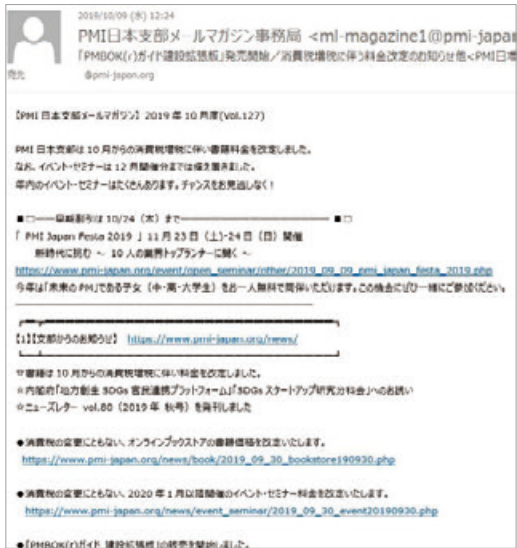 2019/10/09 (水) 12:24
PMI日本支部メールマガジン事務局 <ml-magazine1@pmi-japan
「PMBOK(r)ガイド建設拡張版」発売開始／消費税増税に伴う料金改定のお知らせ他<PMI日本
宛先 @pmi-japan.org
【PMI 日本支部メールマガジン】 2019 年 10 月度(Vol.127)
PMI 日本支部は 10 月からの消費税増税に伴い書籍料金を改定しました。
なお、イベント・セミナーは 12 月開催分までは据え置きました。
年内のイベント・セミナーはたくさんあります。チャンスをお見逃しなく！
■□――早期割引は 10/24（木）まで―――――――――――― ■□
「 PMI Japan Festa 2019 」11 月 23 日（土）-24 日（日）開催
新時代に挑む ～ 10 人の業界トップランナーに聞く ～
https://www.pmi-japan.org/event/open_seminar/other/2019_09_09_pmi_japan_festa_2019.php
今年は「未来の PM」である子女（中・高・大学生）をお一人無料で同伴いただけます。この機会にぜひ一緒にご参加ください。
【1】【支部からのお知らせ】 https://www.pmi-japan.org/news/
☆書籍は 10 月からの消費税増税に伴い料金を改定しました。
☆内閣府「地方創生 SDGs 官民連携プラットフォーム」「SDGs スタートアップ研究分科会」へのお誘い
☆ニューズレター vol.80（2019 年 秋号）を発刊しました
●消費税の変更にともない、オンラインブックストアの書籍価格を改定いたします。
https://www.pmi-japan.org/news/book/2019_09_30_bookstore190930.php
●消費税の変更にともない、2020 年 1 月以降開催のイベント・セミナー料金を改定いたします。
https://www.pmi-japan.org/news/event_seminar/2019_09_30_event20190930.php
●「PMBOK(r)ガイド 建設拡張版」の販売を開始しました。